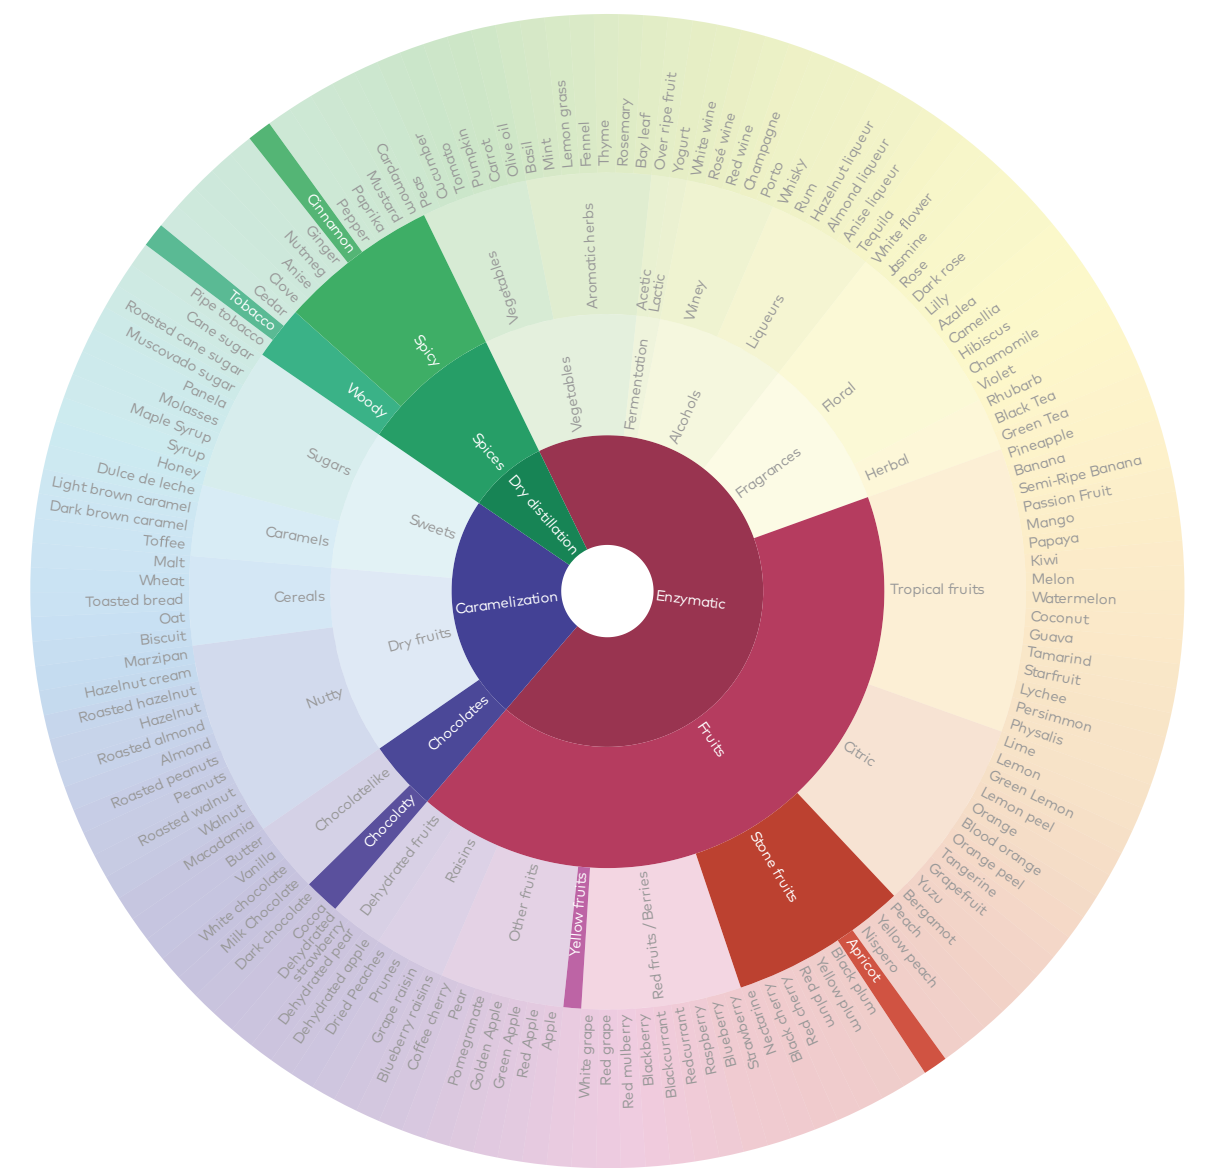 Enzymatic
Dry distillation
Caramelization
Vegetables
Fermentation
Alcohols
Fragrances
Fruits
Chocolates
Dry fruits
Sweets
Spices
Vegetables
Aromatic herbs
Acetic
Lactic
Winey
Liqueurs
Floral
Herbal
Tropical fruits
Citric
Stone fruits
Red fruits / Berries
Yellow fruits
Other fruits
Raisins
Dehydrated fruits
Chocolaty
Chocolatelike
Nutty
Cereals
Caramels
Sugars
Woody
Spicy
Peas
Cucumber
Tomato
Pumpkin
Carrot
Olive oil
Basil
Mint
Lemon grass
Fennel
Thyme
Rosemary
Bay leaf
Over ripe fruit
Yogurt
White wine
Rosé wine
Red wine
Champagne
Porto
Whisky
Rum
Hazelnut liqueur
Almond liqueur
Anise liqueur
Tequila
White flower
Jasmine
Rose
Dark rose
Lilly
Azalea
Camellia
Hibiscus
Chamomile
Violet
Rhubarb
Black Tea
Green Tea
Pineapple
Banana
Semi-Ripe Banana
Passion Fruit
Mango
Papaya
Kiwi
Melon
Watermelon
Coconut
Guava
Tamarind
Starfruit
Lychee
Persimmon
Physalis
Lime
Lemon
Green Lemon
Lemon peel
Orange
Blood orange
Orange peel
Tangerine
Grapefruit
Yuzu
Bergamot
Peach
Yellow peach
Nispero
Apricot
Black plum
Yellow plum
Red plum
Red cherry
Black cherry
Nectarine
Strawberry
Blueberry
Raspberry
Redcurrant
Blackcurrant
Blackberry
Red mulberry
Red grape
White grape
Apple
Red Apple
Green Apple
Golden Apple
Pomegranate
Pear
Coffee cherry
Blueberry raisins
Grape raisin
Prunes
Dried Peaches
Dehydrated apple
Dehydrated pear
Dehydrated
strawberry
Cocoa
Dark chocolate
Milk Chocolate
White chocolate
Vanilla
Butter
Macadamia
Walnut
Roasted walnut
Peanuts
Roasted peanuts
Almond
Roasted almond
Hazelnut
Roasted hazelnut
Hazelnut cream
Marzipan
Biscuit
Oat
Toasted bread
Wheat
Malt
Toffee
Dark brown caramel
Light brown caramel
Dulce de leche
Honey
Syrup
Maple Syrup
Molasses
Panela
Muscovado sugar
Roasted cane sugar
Cane sugar
Pipe tobacco
Tobacco
Cedar
Clove
Anise
Nutmeg
Ginger
Cinnamon
Pepper
Paprika
Mustard
Cardamom